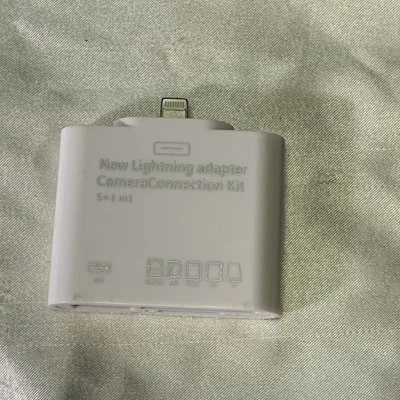 New Lightning adapter
CameraConnection Kit
5+1 in1